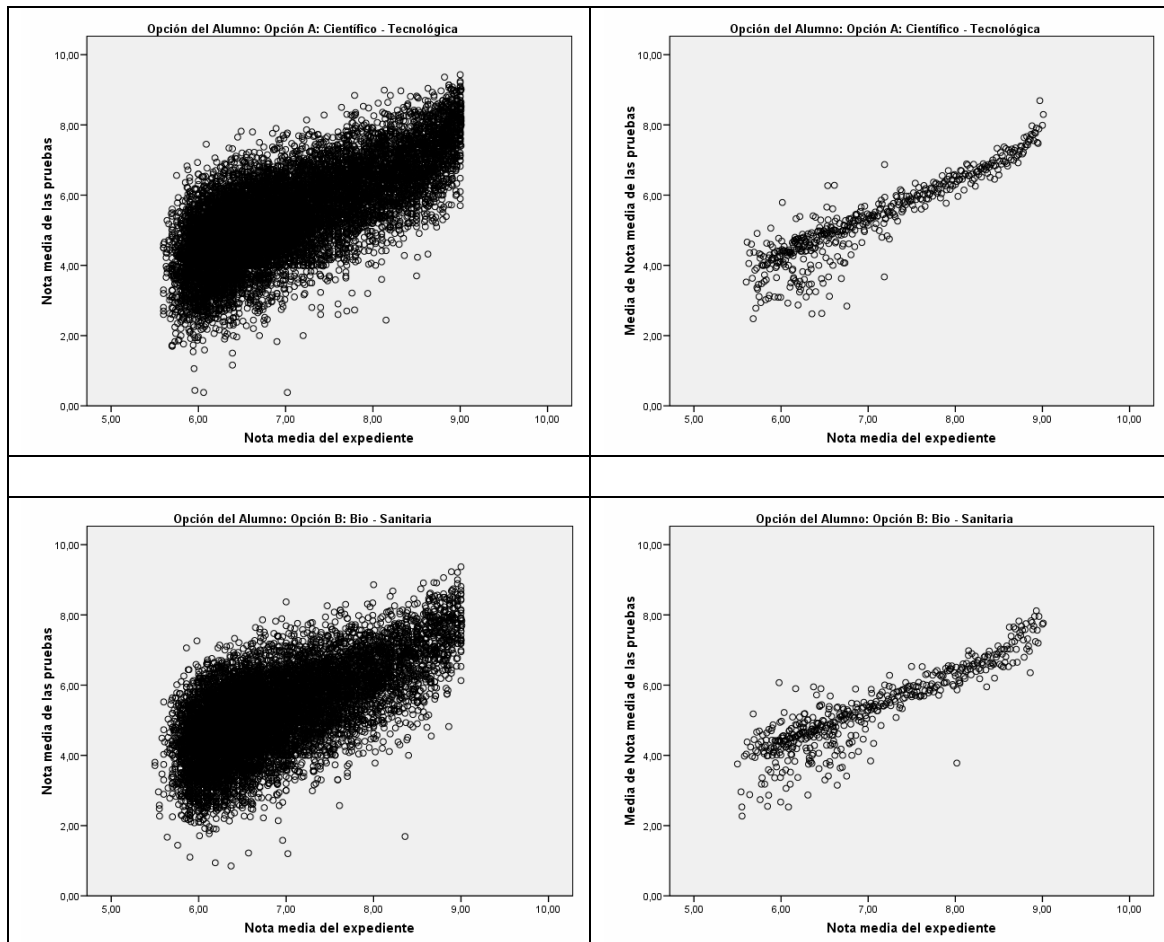 Opción del Alumno: Opción A: Científico - Tecnológica
10,00
8,00
6,00
4,00
2,00
0,00
Nota media de las pruebas
5,00 6,00 7,00 8,00 9,00 10,00
Nota media del expediente
Opción del Alumno: Opción A: Científico - Tecnológica
10,00
8,00
6,00
4,00
2,00
0,00
Media de Nota media de las pruebas
5,00 6,00 7,00 8,00 9,00 10,00
Nota media del expediente
Opción del Alumno: Opción B: Bio - Sanitaria
10,00
8,00
6,00
4,00
2,00
0,00
Nota media de las pruebas
5,00 6,00 7,00 8,00 9,00 10,00
Nota media del expediente
Opción del Alumno: Opción B: Bio - Sanitaria
10,00
8,00
6,00
4,00
2,00
0,00
Media de Nota media de las pruebas
5,00 6,00 7,00 8,00 9,00 10,00
Nota media del expediente